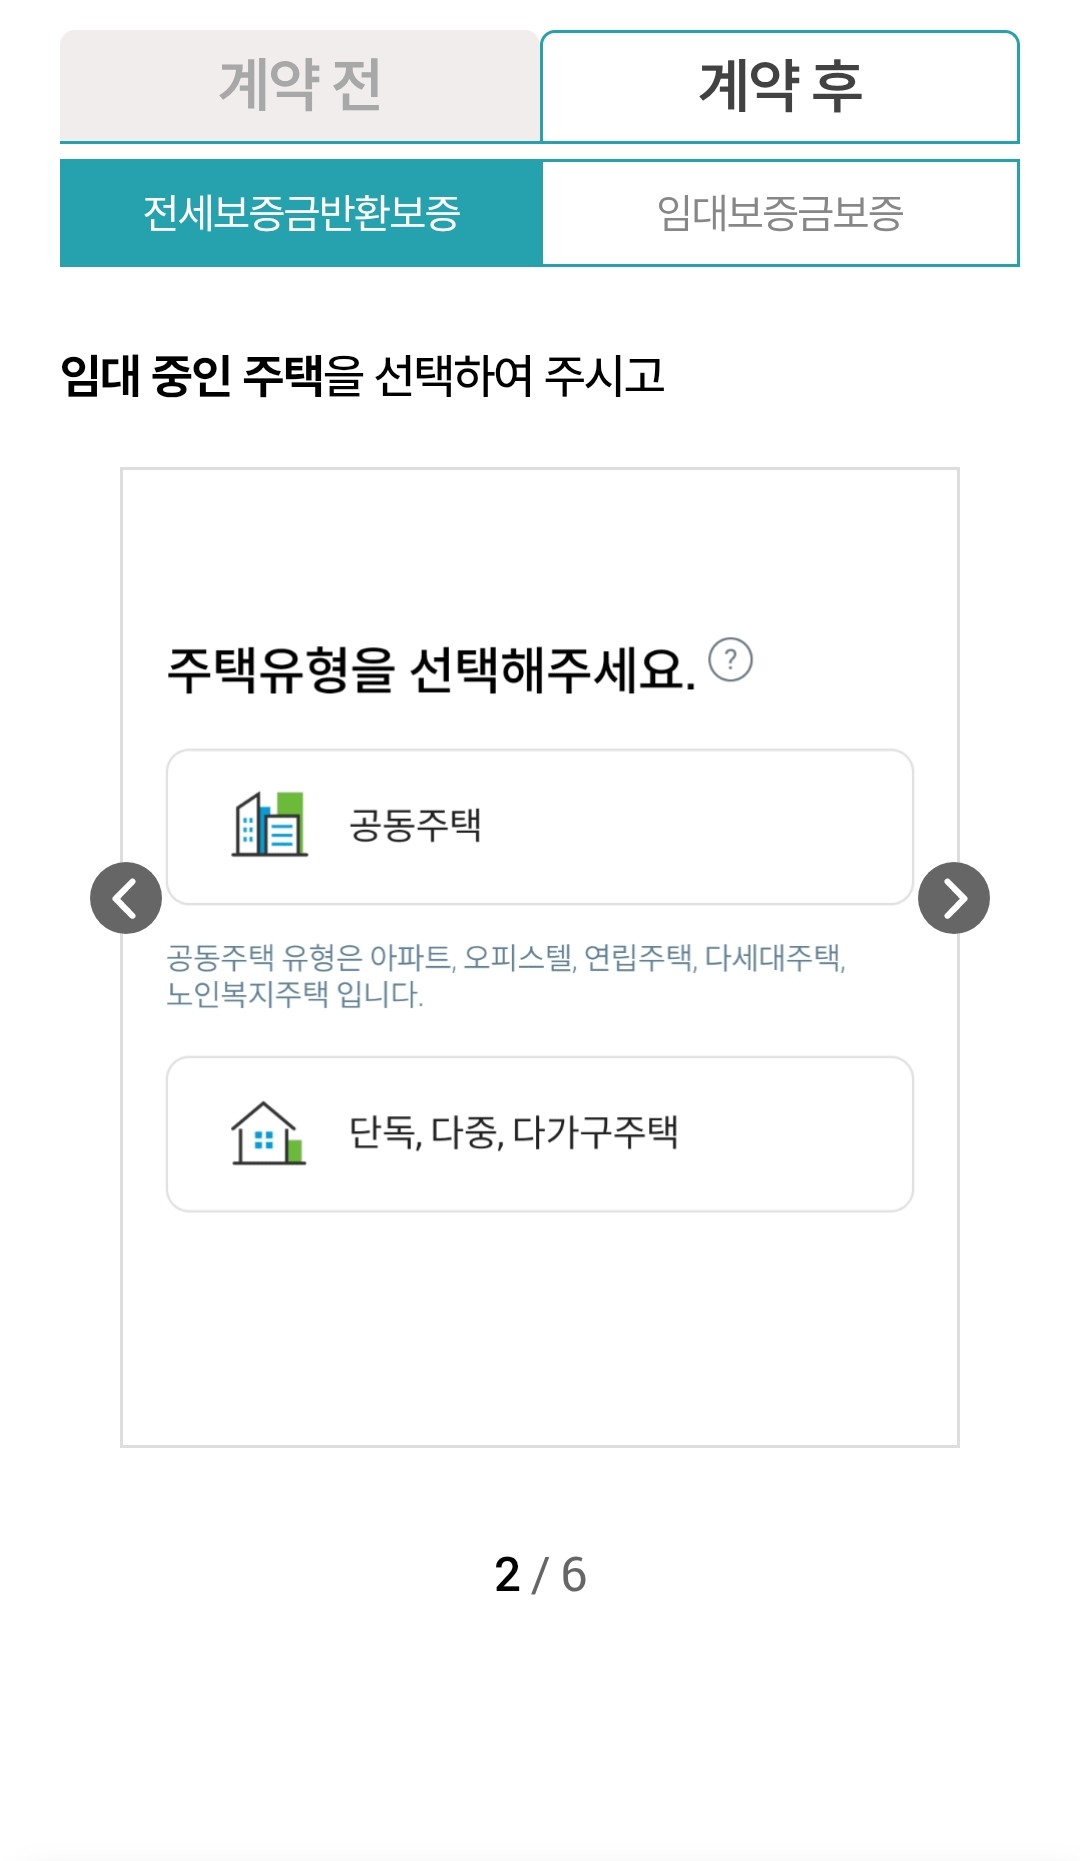 계약 전
계약 후
전세보증금반환보증
임대보증금보증
임대 중인 주택을 선택하여 주시고
주택유형을 선택해주세요. ?
공동주택
공동주택 유형은 아파트, 오피스텔, 연립주택, 다세대주택,
노인복지주택 입니다.
단독, 다중, 다가구주택
2 / 6